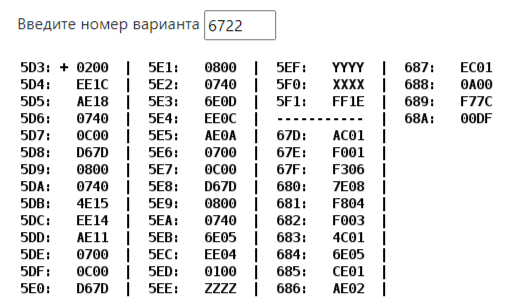 Введите номер варианта 6722
5D3: + 0200 | 5E1: 0800 | 5EF: YYYY | 687: EC01
5D4: EE1C | 5E2: 0740 | 5F0: XXXX | 688: 0A00
5D5: AE18 | 5E3: 6E0D | 5F1: FF1E | 689: F77C
5D6: 0740 | 5E4: EE0C | ----------- | 68A: 00DF
5D7: 0C00 | 5E5: AE0A | 67D: AC01 |
5D8: D67D | 5E6: 0700 | 67E: F001 |
5D9: 0800 | 5E7: 0C00 | 67F: F306 |
5DA: 0740 | 5E8: D67D | 680: 7E08 |
5DB: 4E15 | 5E9: 0800 | 681: F804 |
5DC: EE14 | 5EA: 0740 | 682: F003 |
5DD: AE11 | 5EB: 6E05 | 683: 4C01 |
5DE: 0700 | 5EC: EE04 | 684: 6E05 |
5DF: 0C00 | 5ED: 0100 | 685: CE01 |
5E0: D67D | 5EE: ZZZZ | 686: AE02 |